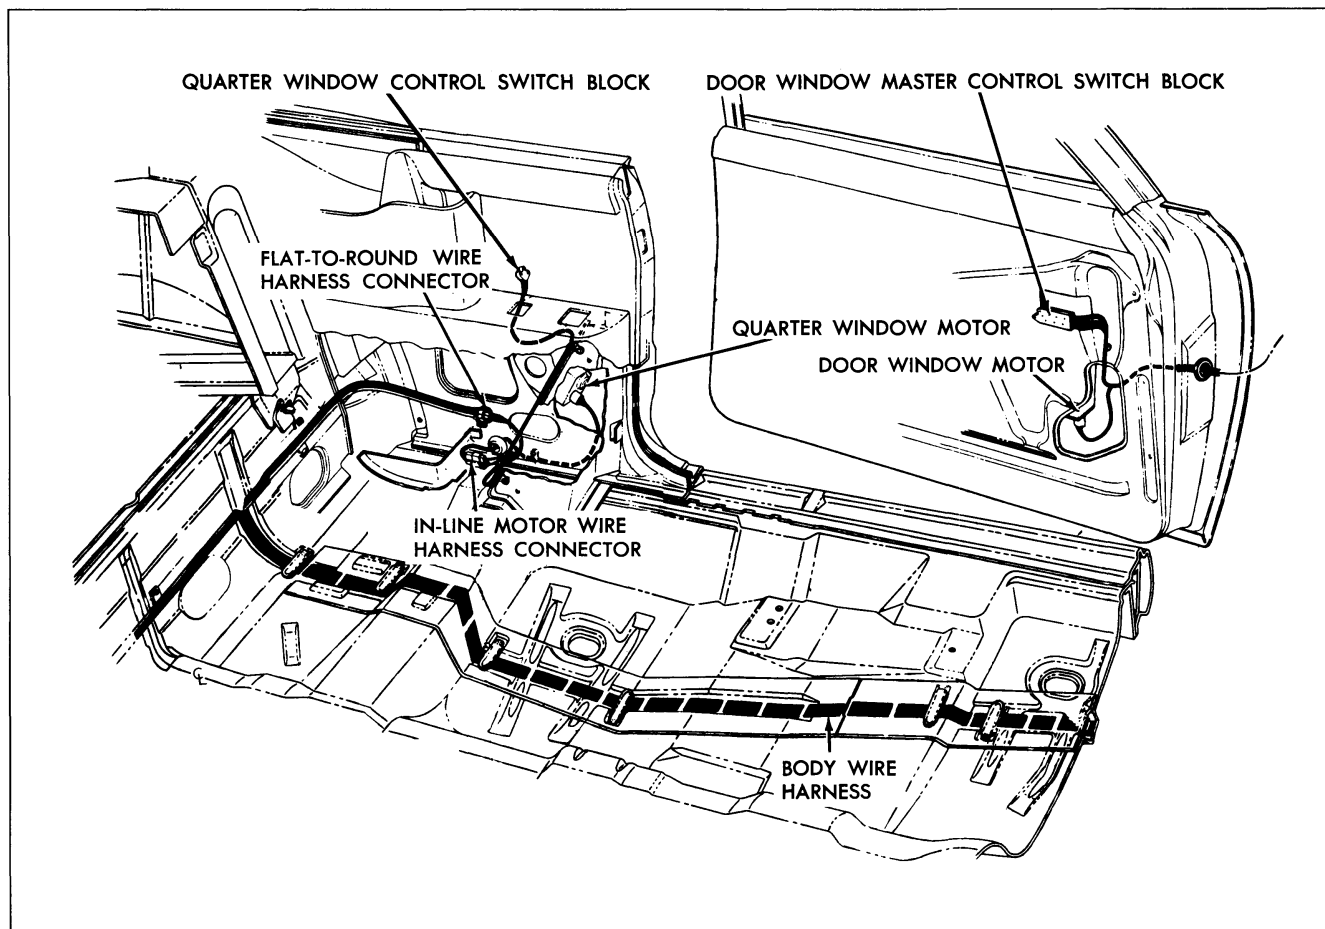 QUARTER WINDOW CONTROL SWITCH BLOCK
DOOR WINDOW MASTER CONTROL SWITCH BLOCK
FLAT-TO-ROUND WIRE
HARNESS CONNECTOR
QUARTER WINDOW MOTOR
DOOR WINDOW MOTOR
IN-LINE MOTOR WIRE
HARNESS CONNECTOR
BODY WIRE
HARNESS